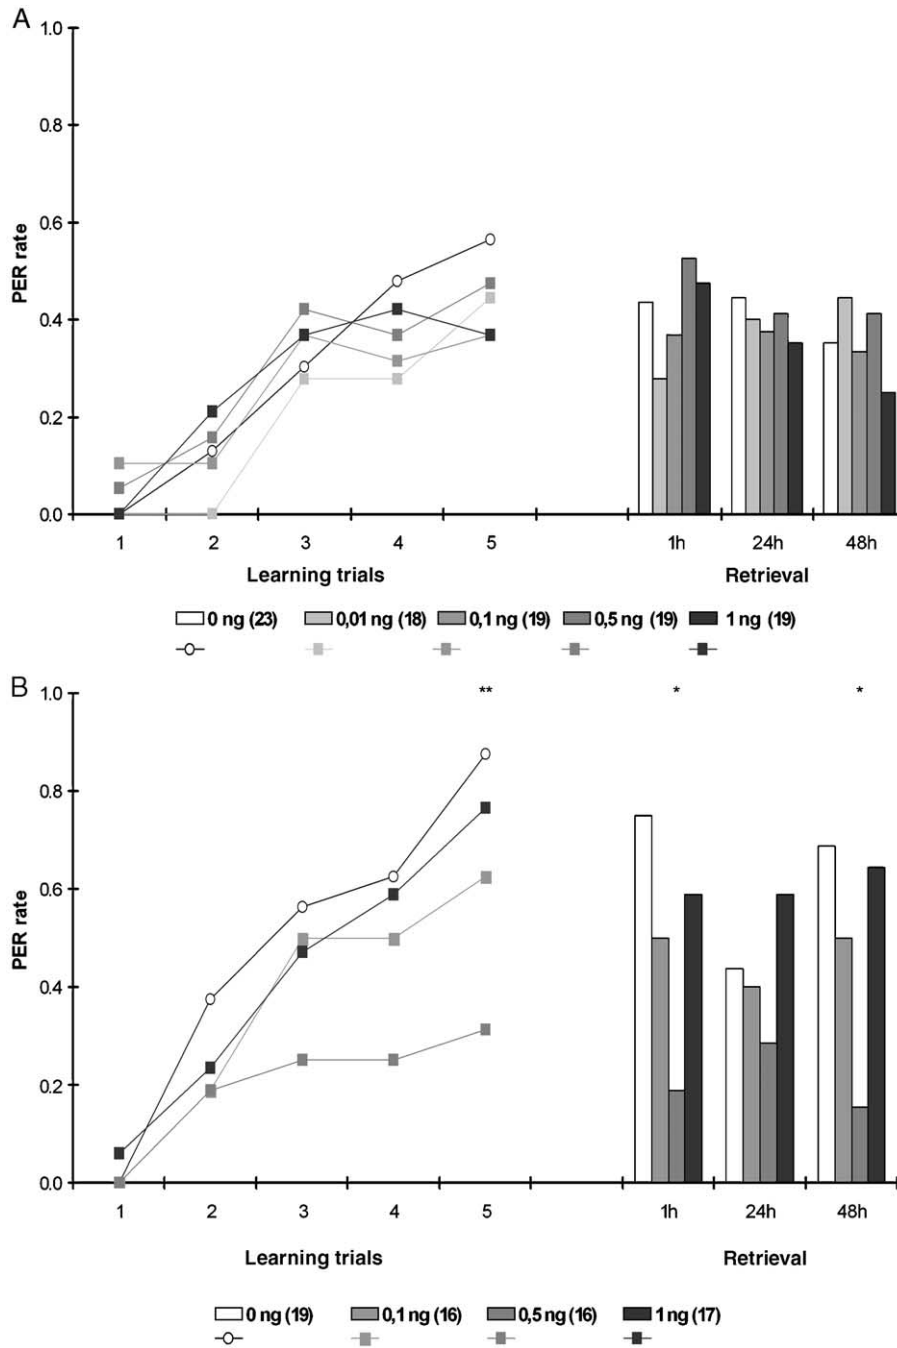 A
1.0
0.8
0.6
0.4
0.2
0.0
PER rate
1 2 3 4 5 1h 24h 48h
Learning trials Retrieval
0 ng (23) 0,01 ng (18) 0,1 ng (19) 0,5 ng (19) 1 ng (19)
B
1.0 ** * *
0.8
0.6
0.4
0.2
0.0
PER rate
1 2 3 4 5 1h 24h 48h
Learning trials Retrieval
0 ng (19) 0,1 ng (16) 0,5 ng (16) 1 ng (17)